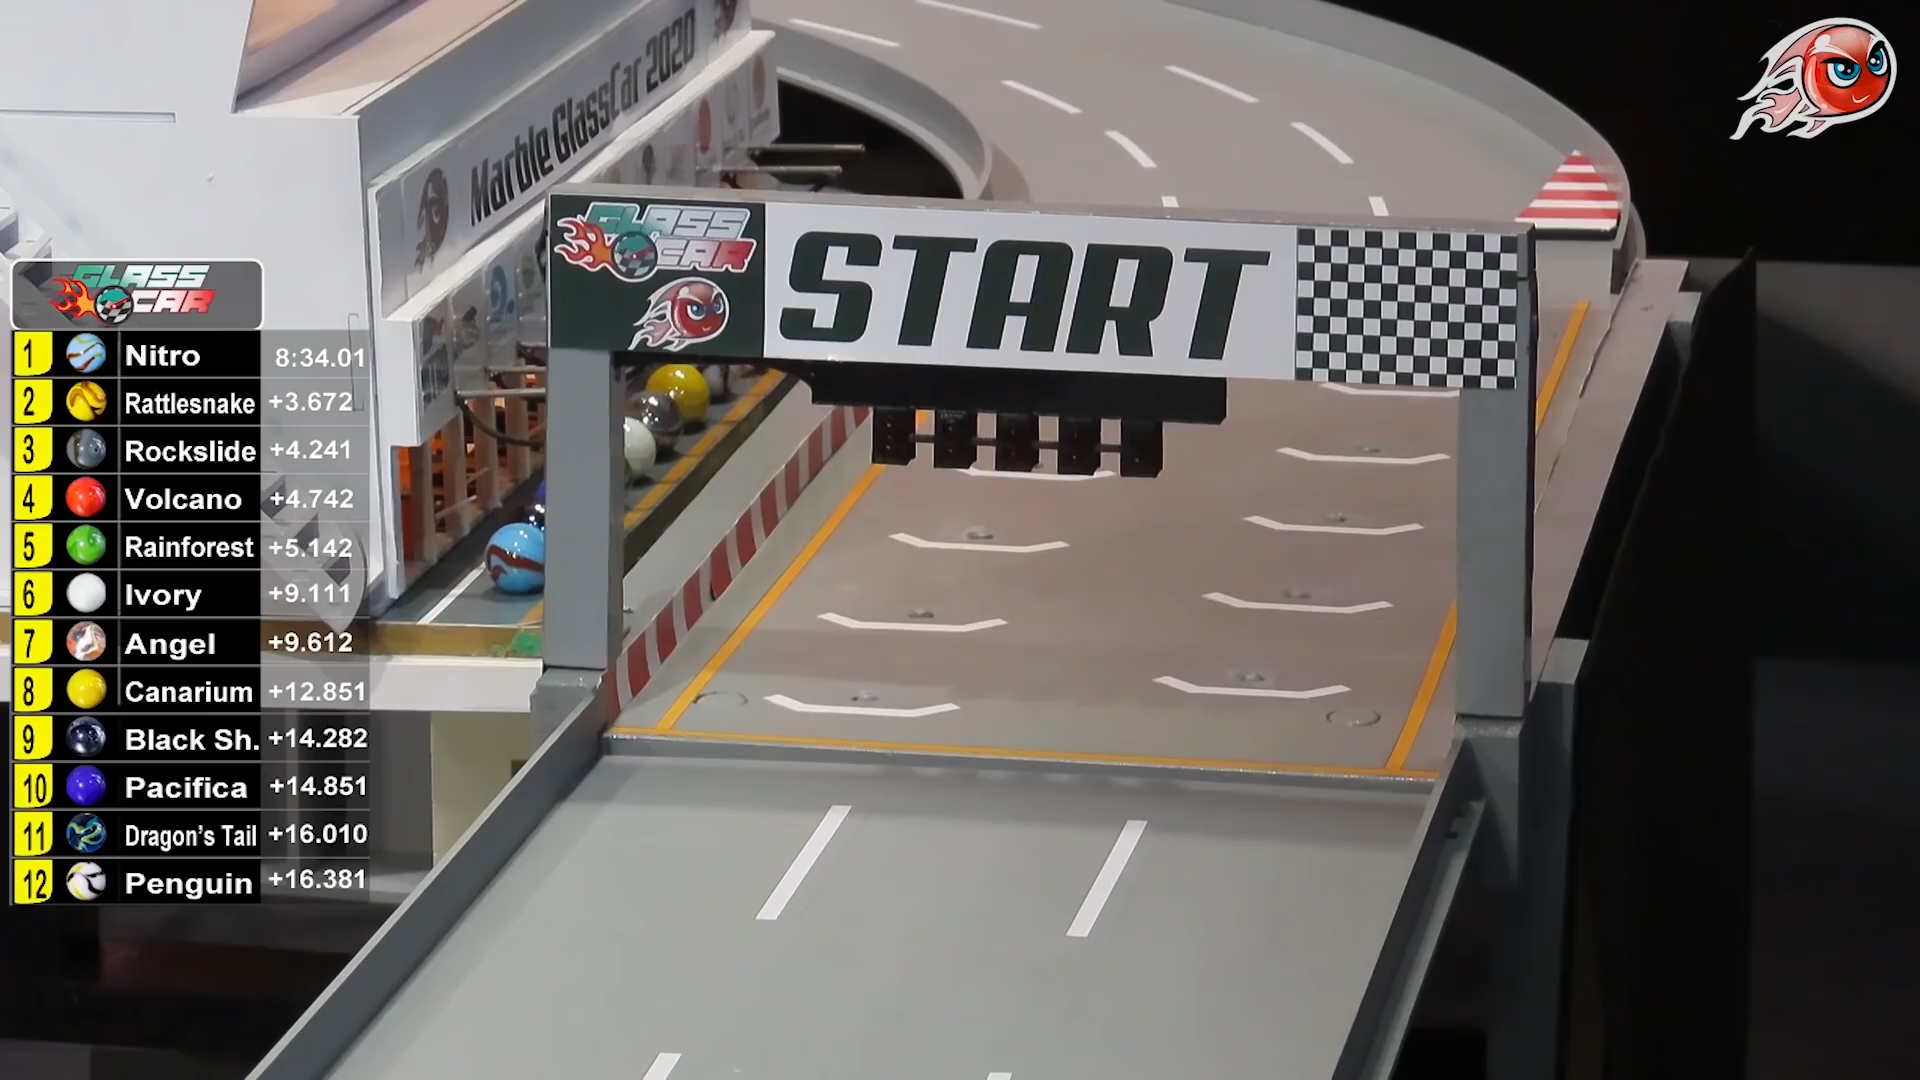 Marble GlassCar 2020
GLASS
CAR
START
GLASS
CAR
1 Nitro 8:34.01
2 Rattlesnake +3.672
3 Rockslide +4.241
4 Volcano +4.742
5 Rainforest +5.142
6 Ivory +9.111
7 Angel +9.612
8 Canarium +12.851
9 Black Sh. +14.282
10 Pacifica +14.851
11 Dragon's Tail +16.010
12 Penguin +16.381